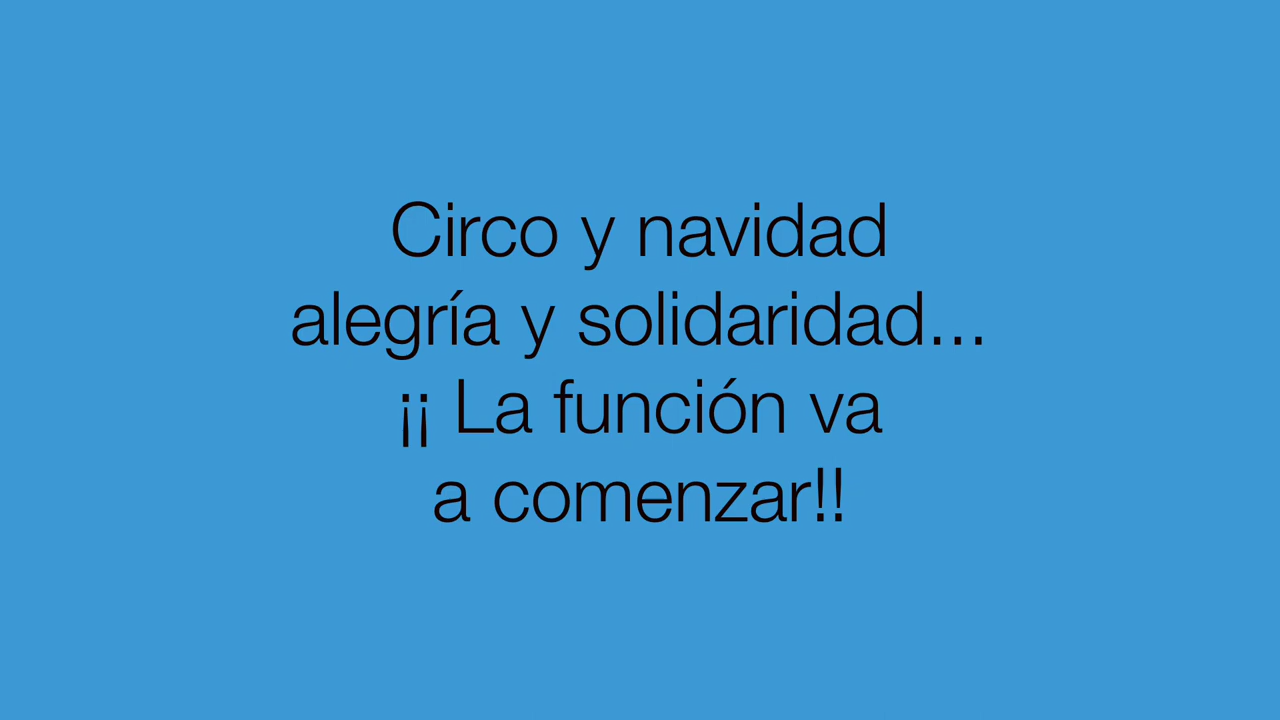 Circo y navidad
alegría y solidaridad...
¡¡ La función va
a comenzar!!